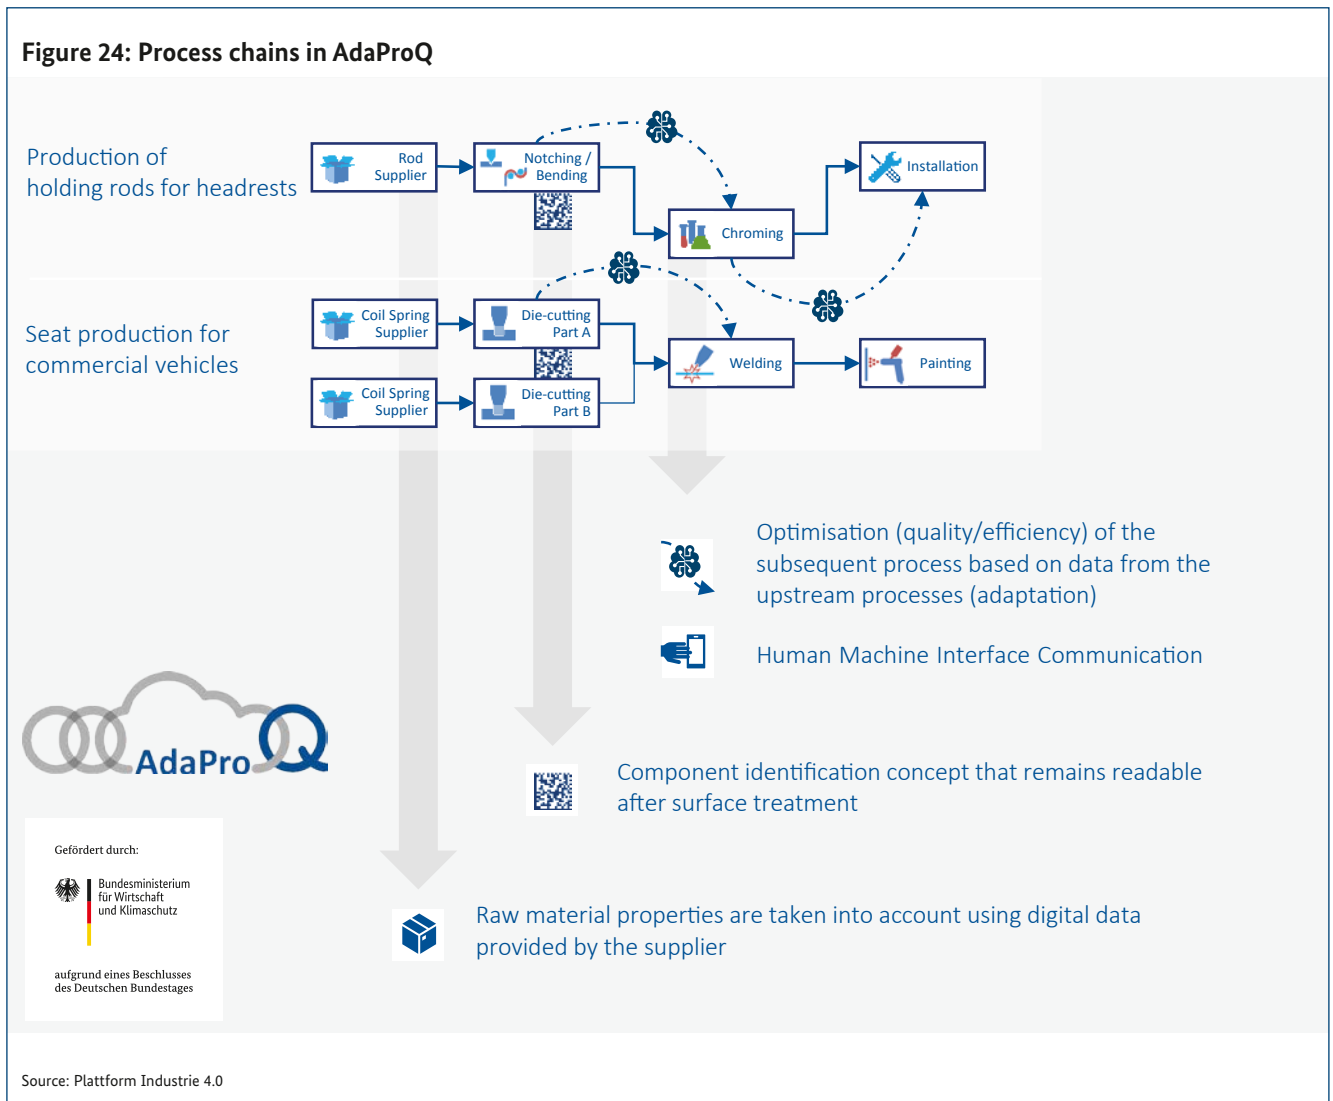 Figure 24: Process chains in AdaProQ
Production of
holding rods for headrests
Rod
Supplier
Notching /
Bending
Chroming
Installation
Seat production for
commercial vehicles
Coil Spring
Supplier
Die-cutting
Part A
Welding
Painting
Coil Spring
Supplier
Die-cutting
Part B
Optimisation (quality/efficiency) of the
subsequent process based on data from the
upstream processes (adaptation)
Human Machine Interface Communication
AdaProQ
Component identification concept that remains readable
after surface treatment
Gefördert durch:
Bundesministerium
für Wirtschaft
und Klimaschutz
aufgrund eines Beschlusses
des Deutschen Bundestages
Raw material properties are taken into account using digital data
provided by the supplier
Source: Plattform Industrie 4.0